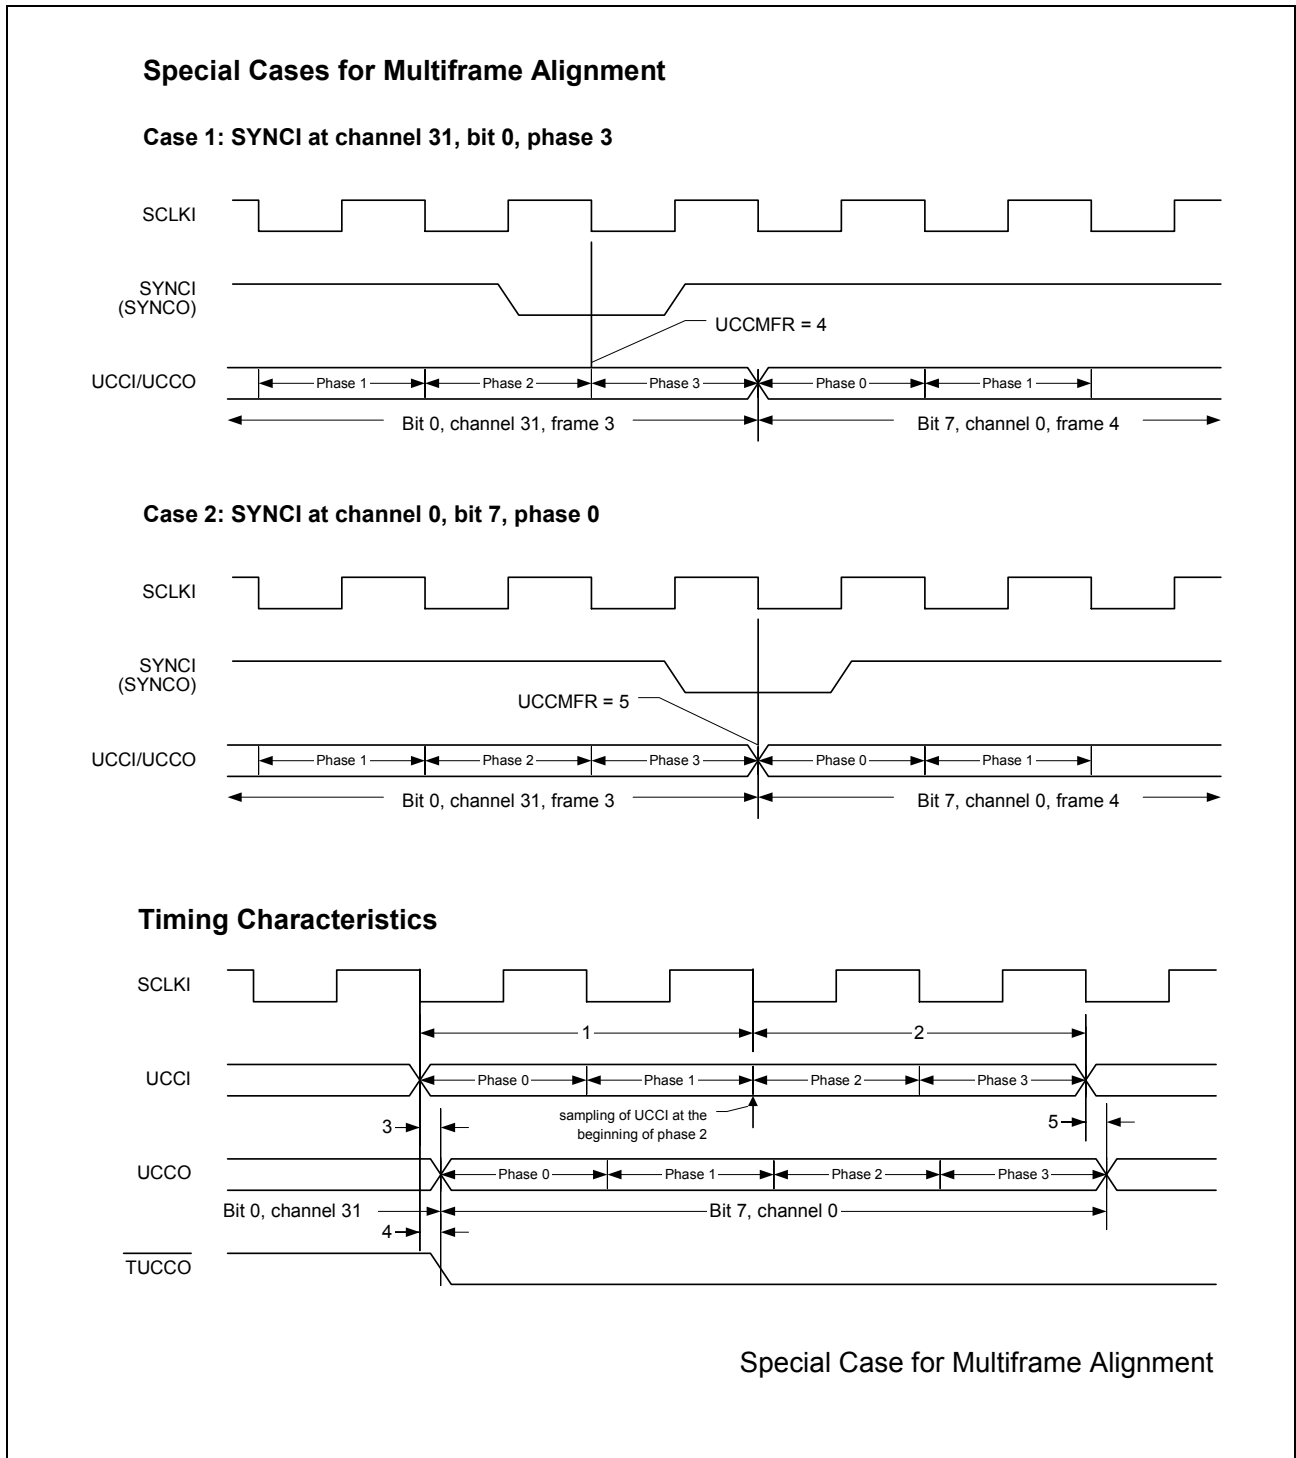 Special Cases for Multiframe Alignment
Case 1: SYNCI at channel 31, bit 0, phase 3
SCLKI
SYNCI
(SYNCO)
UCCMFR = 4
UCCI/UCCO
Phase 1 Phase 2 Phase 3 Phase 0 Phase 1
Bit 0, channel 31, frame 3 Bit 7, channel 0, frame 4
Case 2: SYNCI at channel 0, bit 7, phase 0
SCLKI
SYNCI
(SYNCO)
UCCMFR = 5
UCCI/UCCO
Phase 1 Phase 2 Phase 3 Phase 0 Phase 1
Bit 0, channel 31, frame 3 Bit 7, channel 0, frame 4
Timing Characteristics
SCLKI
1 2
UCCI
Phase 0 Phase 1 Phase 2 Phase 3
sampling of UCCI at the
beginning of phase 2
3 5
UCCO
Phase 0 Phase 1 Phase 2 Phase 3
Bit 0, channel 31 Bit 7, channel 0
4
TUCCO
Special Case for Multiframe Alignment